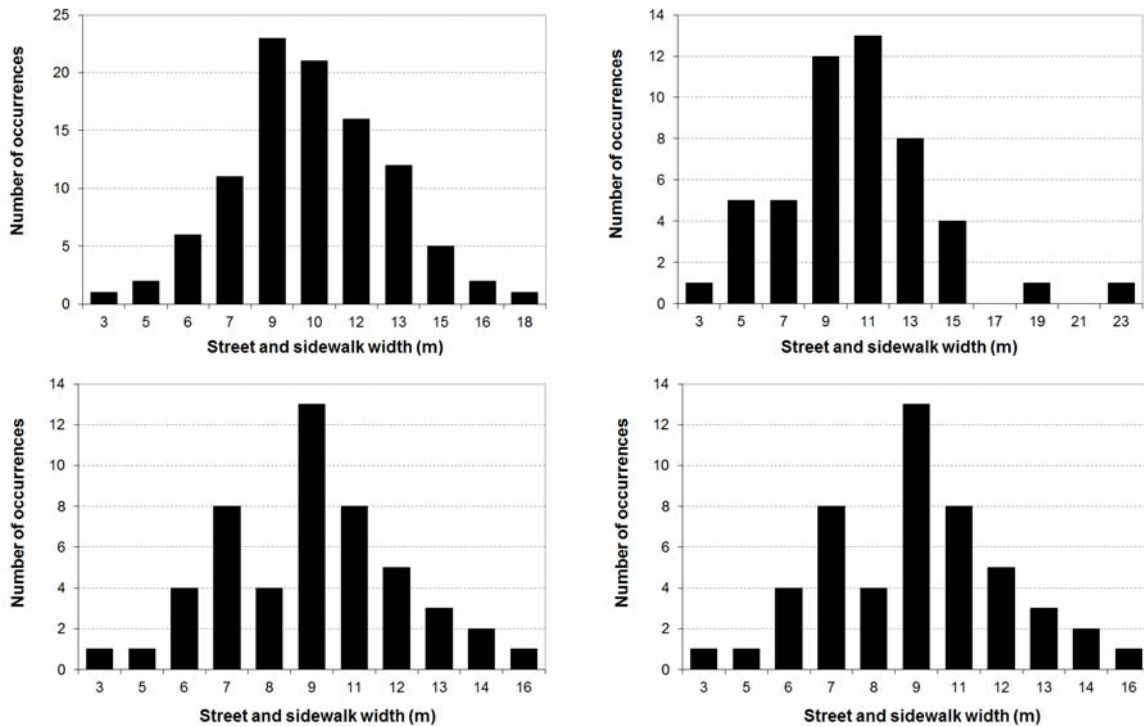 25
20
15
10
5
0
Number of occurrences
3 5 6 7 9 10 12 13 15 16 18
Street and sidewalk width (m)
14
12
10
8
6
4
2
0
Number of occurrences
3 5 7 9 11 13 15 17 19 21 23
Street and sidewalk width (m)
14
12
10
8
6
4
2
0
Number of occurrences
3 5 6 7 8 9 11 12 13 14 16
Street and sidewalk width (m)
14
12
10
8
6
4
2
0
Number of occurrences
3 5 6 7 8 9 11 12 13 14 16
Street and sidewalk width (m)